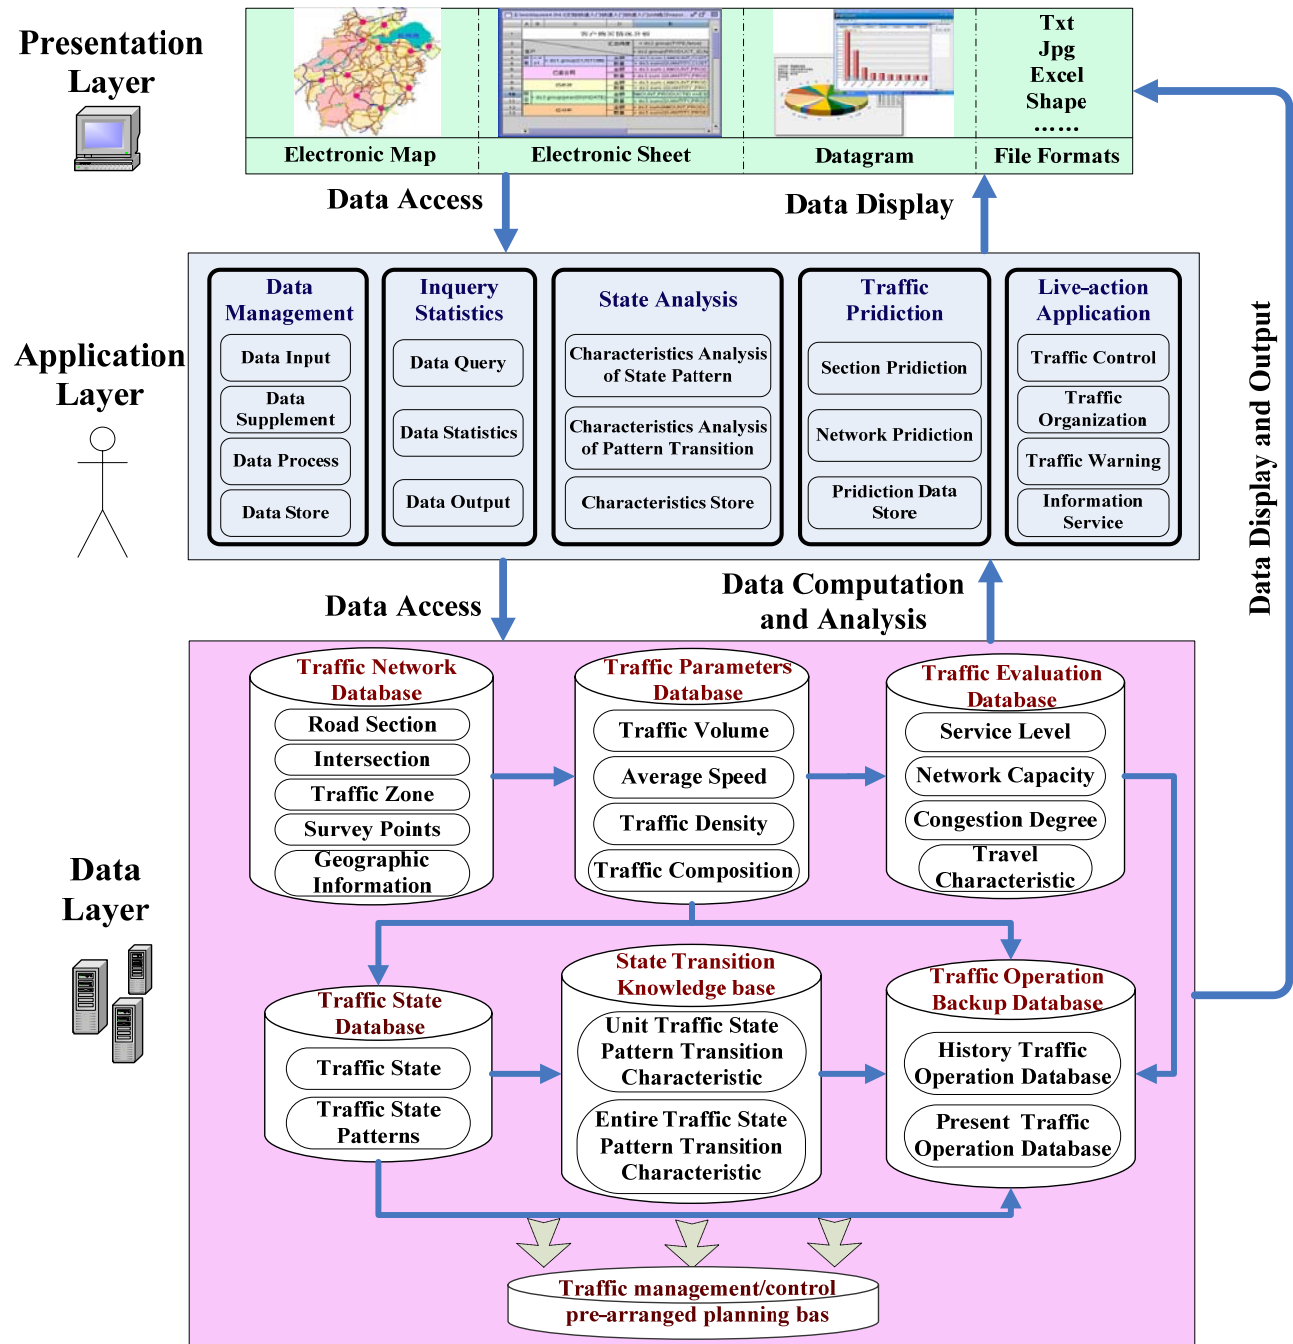 Presentation
Layer
Txt
Jpg
Excel
Shape
……
Electronic Map
Electronic Sheet
Datagram
File Formats
Data Access
Data Display
Application
Layer
Data
Management
Data Input
Data
Supplement
Data Process
Data Store
Inquery
Statistics
Data Query
Data Statistics
Data Output
State Analysis
Characteristics Analysis
of State Pattern
Characteristics Analysis
of Pattern Transition
Characteristics Store
Traffic
Pridiction
Section Pridiction
Network Pridiction
Pridiction Data
Store
Live-action
Application
Traffic Control
Traffic
Organization
Traffic Warning
Information
Service
Data Display and Output
Data Access
Data Computation
and Analysis
Data
Layer
Traffic Network
Database
Road Section
Intersection
Traffic Zone
Survey Points
Geographic
Information
Traffic Parameters
Database
Traffic Volume
Average Speed
Traffic Density
Traffic Composition
Traffic Evaluation
Database
Service Level
Network Capacity
Congestion Degree
Travel
Characteristic
Traffic State
Database
Traffic State
Traffic State
Patterns
State Transition
Knowledge base
Unit Traffic State
Pattern Transition
Characteristic
Entire Traffic State
Pattern Transition
Characteristic
Traffic Operation
Backup Database
History Traffic
Operation Database
Present Traffic
Operation Database
Traffic management/control
pre-arranged planning bas